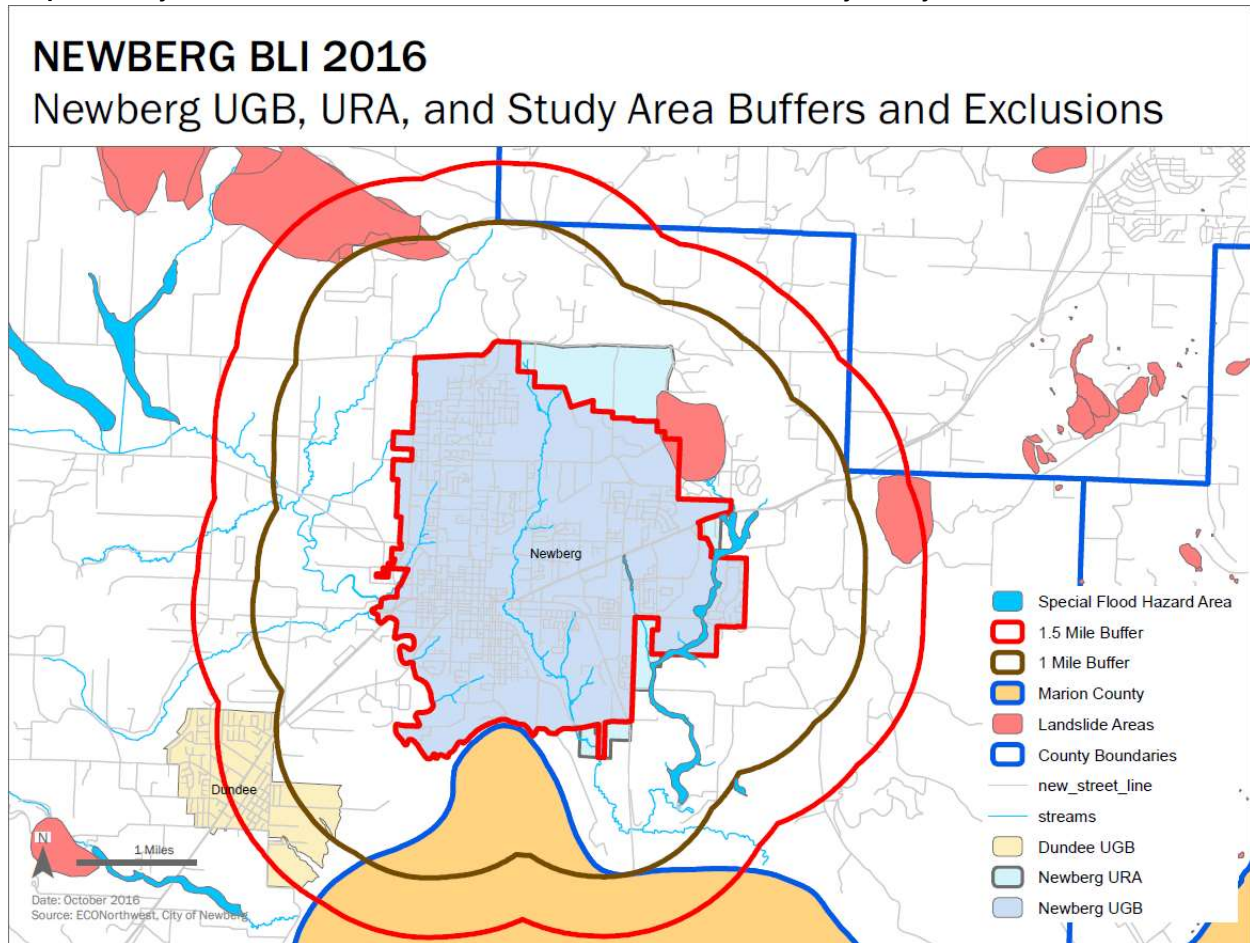 NEWBERG BLI 2016
Newberg UGB, URA, and Study Area Buffers and Exclusions
Newberg
Dundee
Special Flood Hazard Area
1.5 Mile Buffer
1 Mile Buffer
Marion County
Landslide Areas
County Boundaries
new_street_line
streams
Dundee UGB
Newberg URA
Newberg UGB
N
1 Miles
Date: October 2016
Source: ECONorthwest, City of Newberg